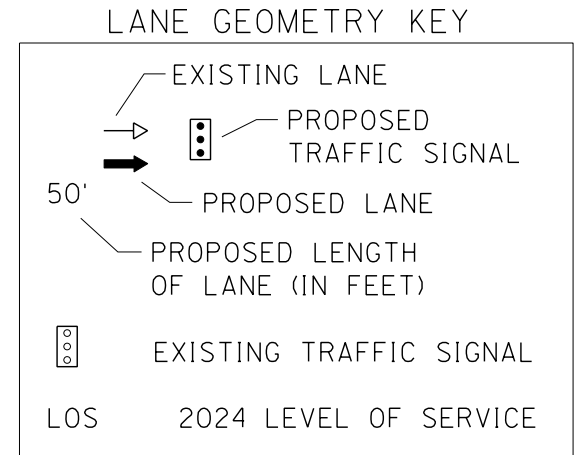 LANE GEOMETRY KEY
EXISTING LANE
PROPOSED
TRAFFIC SIGNAL
50'
PROPOSED LANE
PROPOSED LENGTH
OF LANE (IN FEET)
EXISTING TRAFFIC SIGNAL
LOS 2024 LEVEL OF SERVICE